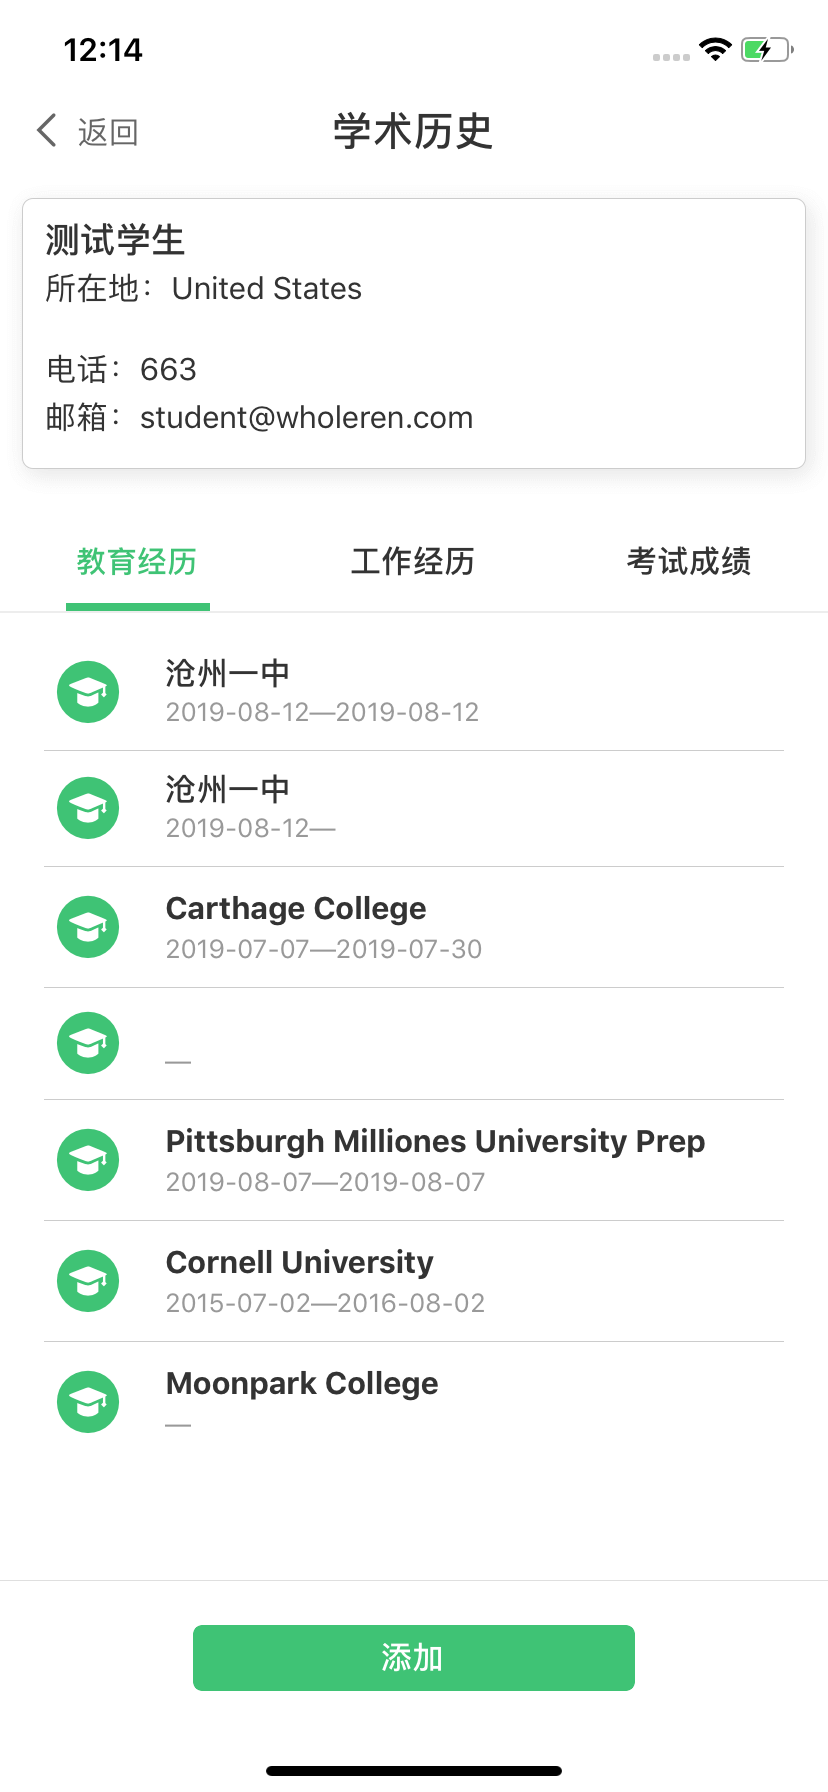 12:14
返回
学术历史
测试学生
所在地：United States
电话：663
邮箱：student@wholeren.com
教育经历
工作经历
考试成绩
沧州一中
2019-08-12—2019-08-12
沧州一中
2019-08-12—
Carthage College
2019-07-07—2019-07-30
—
Pittsburgh Milliones University Prep
2019-08-07—2019-08-07
Cornell University
2015-07-02—2016-08-02
Moonpark College
—
添加